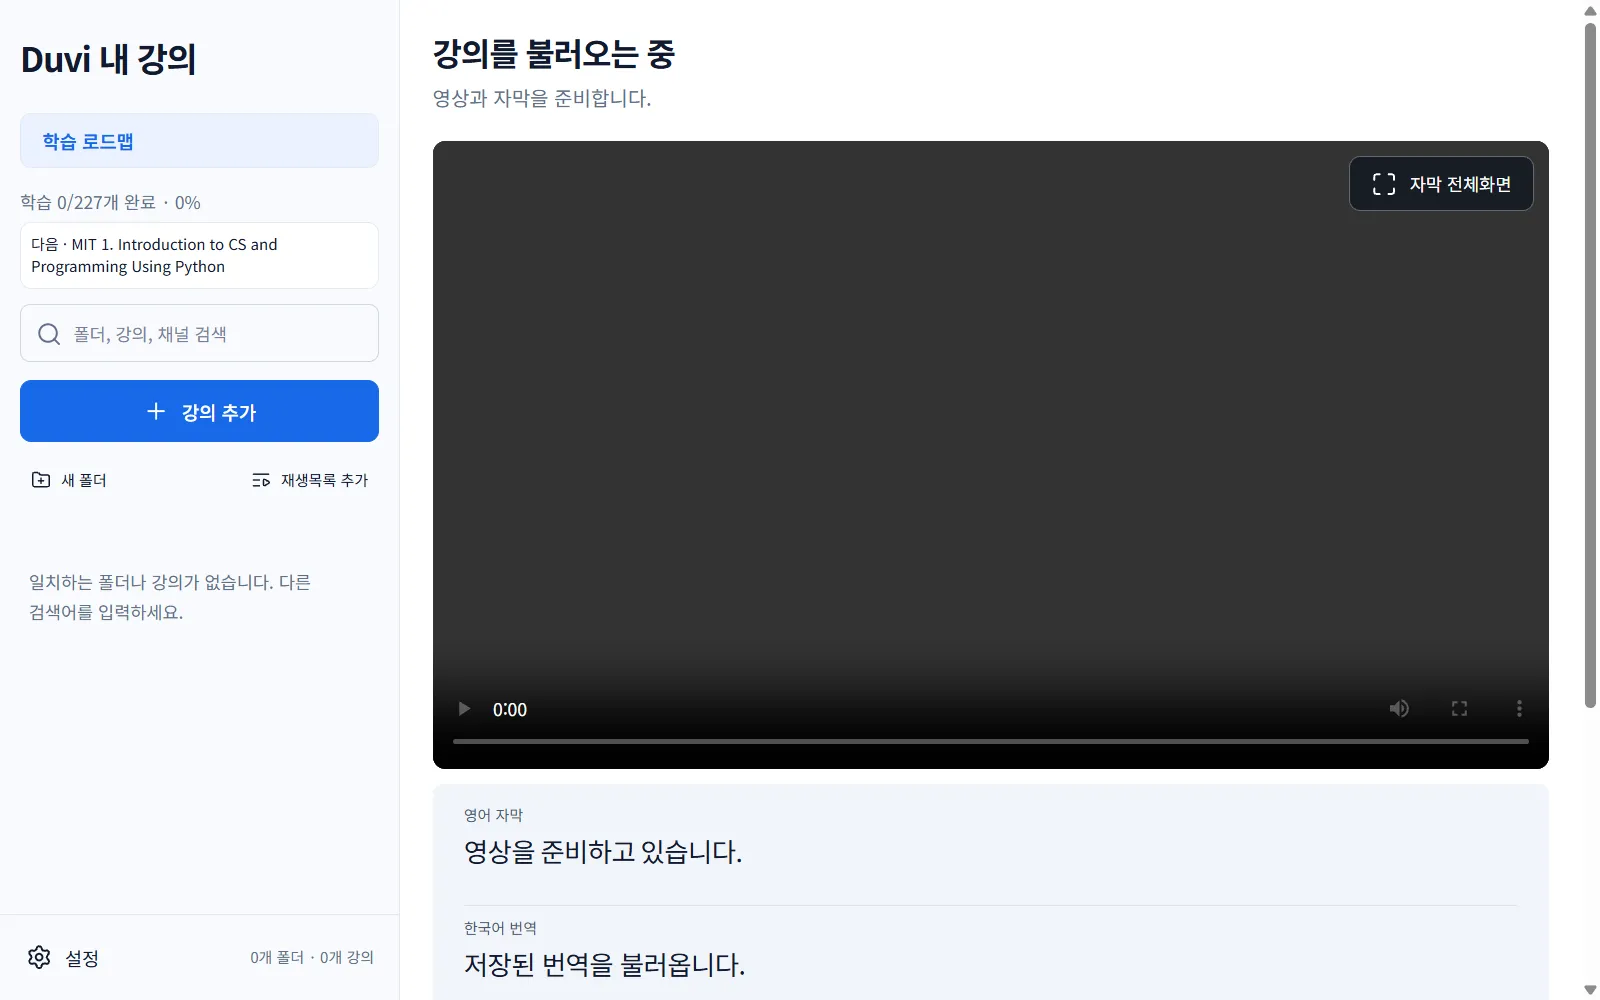 Duvi 내 강의
학습 로드맵
학습 0/227개 완료 · 0%
다음 · MIT 1. Introduction to CS and
Programming Using Python
폴더, 강의, 채널 검색
강의 추가
새 폴더
재생목록 추가
일치하는 폴더나 강의가 없습니다. 다른
검색어를 입력하세요.
설정
0개 폴더 · 0개 강의
강의를 불러오는 중
영상과 자막을 준비합니다.
자막 전체화면
0:00
영어 자막
영상을 준비하고 있습니다.
한국어 번역
저장된 번역을 불러옵니다.